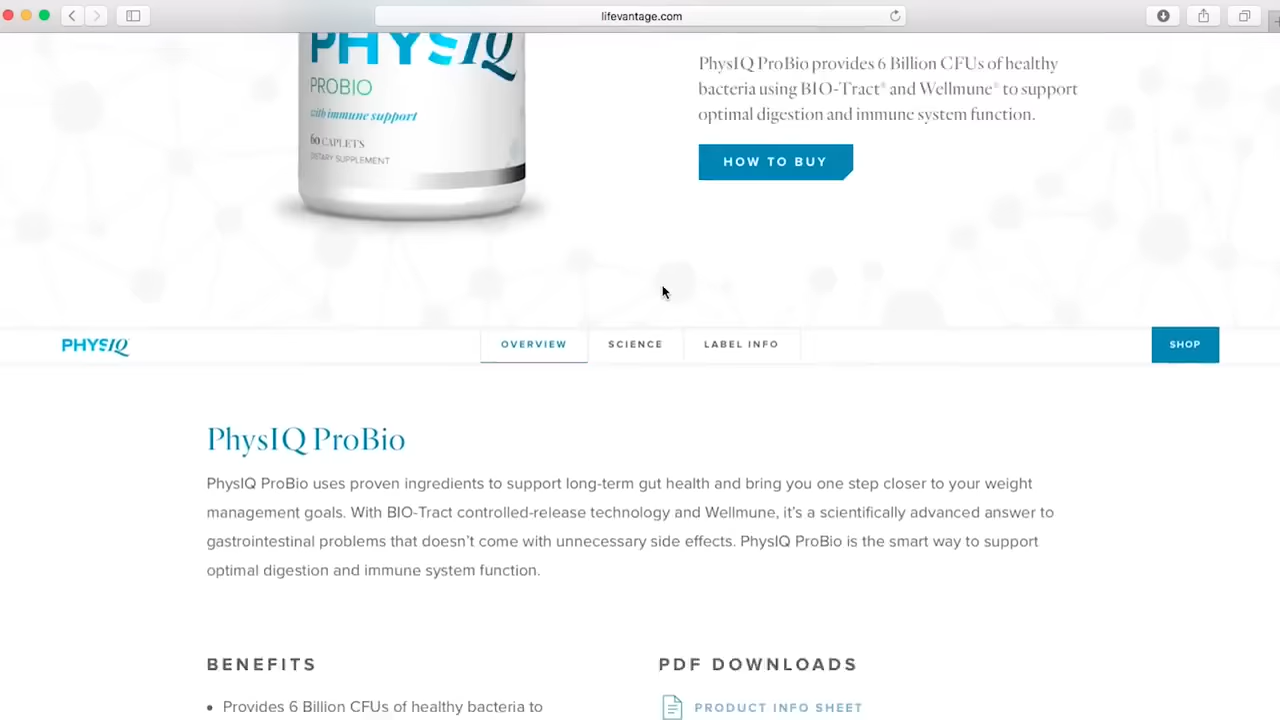 lifevantage.com
PHYSIQ
PROBIO
with immune support
60 CAPLETS
DIETARY SUPPLEMENT
PhysIQ ProBio provides 6 Billion CFUs of healthy
bacteria using BIO-Tract® and Wellmune® to support
optimal digestion and immune system function.
HOW TO BUY
PHYSIQ
OVERVIEW
SCIENCE
LABEL INFO
SHOP
PhysIQ ProBio
PhysIQ ProBio uses proven ingredients to support long-term gut health and bring you one step closer to your weight
management goals. With BIO-Tract controlled-release technology and Wellmune, it's a scientifically advanced answer to
gastrointestinal problems that doesn't come with unnecessary side effects. PhysIQ ProBio is the smart way to support
optimal digestion and immune system function.
BENEFITS
• Provides 6 Billion CFUs of healthy bacteria to
PDF DOWNLOADS
PRODUCT INFO SHEET